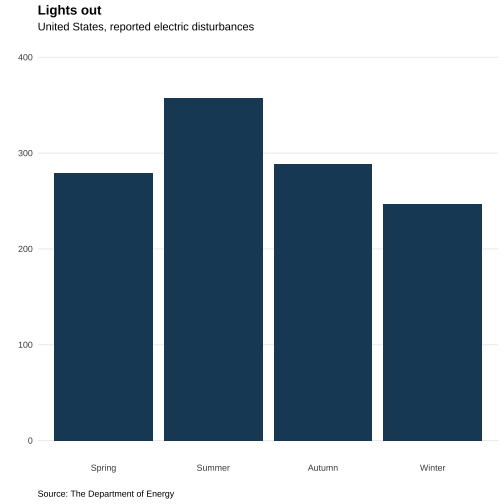 Lights out
United States, reported electric disturbances
400
300
200
100
0
Spring Summer Autumn Winter
Source: The Department of Energy